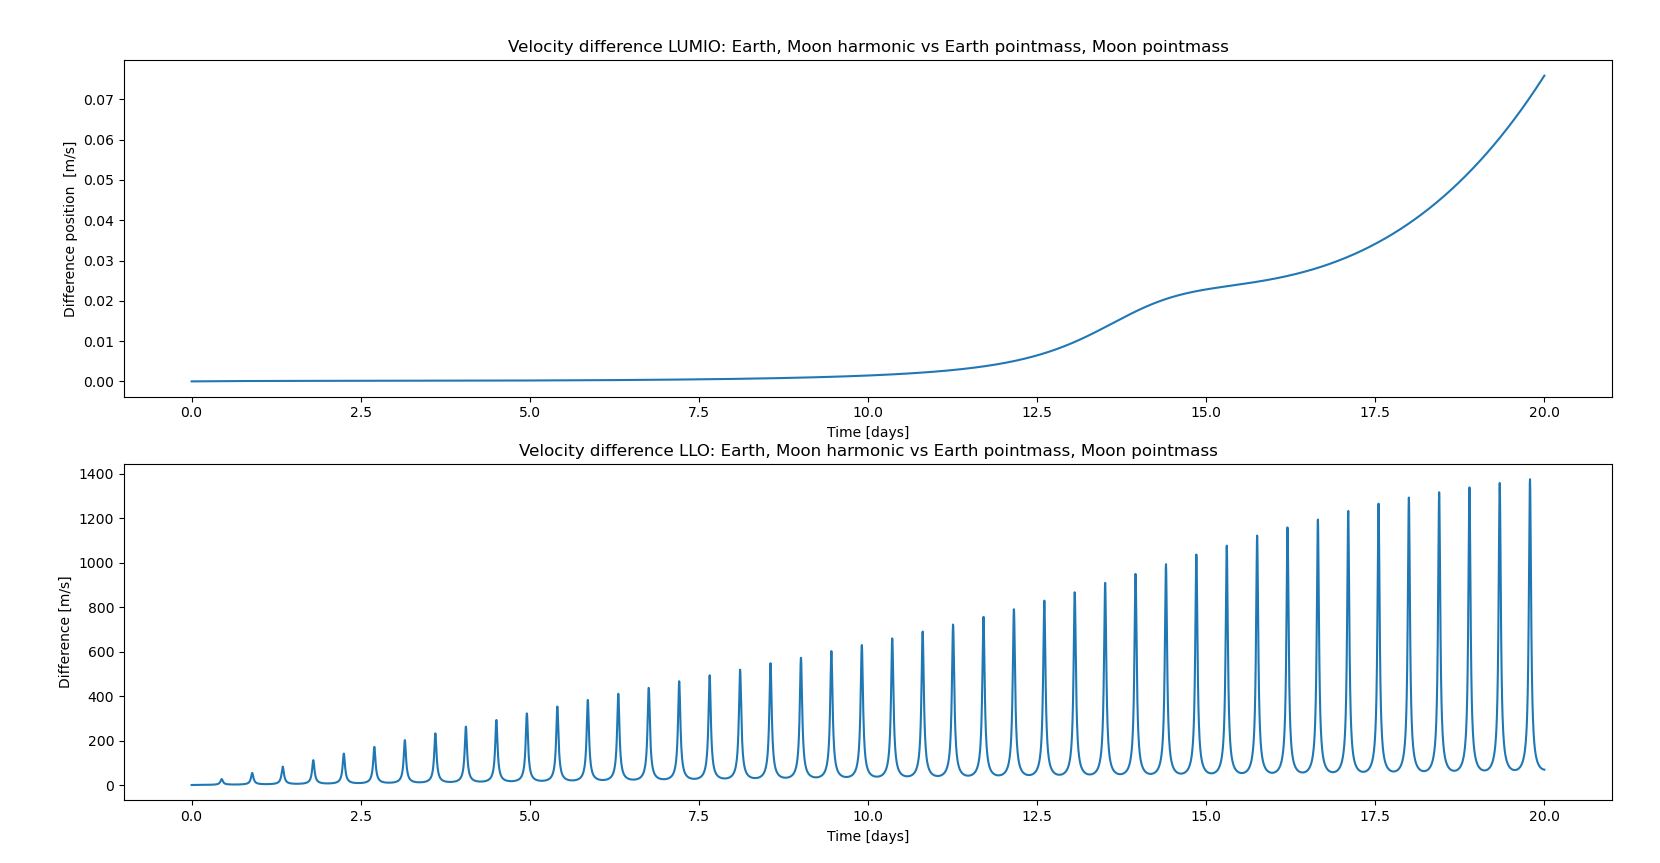 Velocity difference LUMIO: Earth, Moon harmonic vs Earth pointmass, Moon pointmass
Difference position  [m/s]
0.07
0.06
0.05
0.04
0.03
0.02
0.01
0.00
0.0 2.5 5.0 7.5 10.0 12.5 15.0 17.5 20.0
Time [days]
Velocity difference LLO: Earth, Moon harmonic vs Earth pointmass, Moon pointmass
Difference [m/s]
1400
1200
1000
800
600
400
200
0
0.0 2.5 5.0 7.5 10.0 12.5 15.0 17.5 20.0
Time [days]